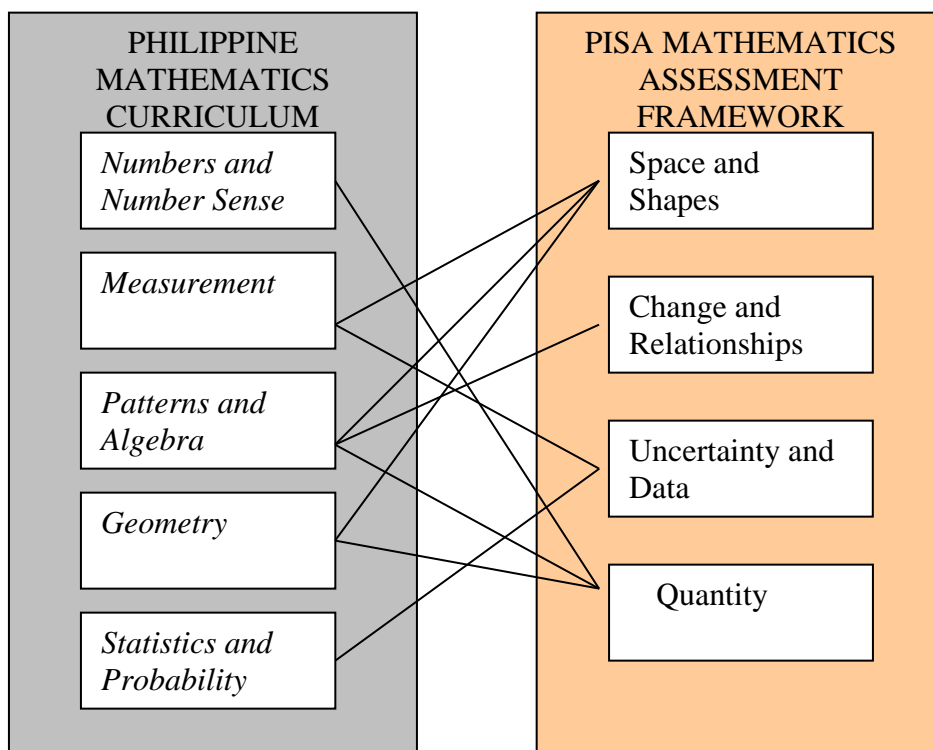 PHILIPPINE
MATHEMATICS
CURRICULUM
Numbers and
Number Sense
Measurement
Patterns and
Algebra
Geometry
Statistics and
Probability
PISA MATHEMATICS
ASSESSMENT
FRAMEWORK
Space and
Shapes
Change and
Relationships
Uncertainty and
Data
Quantity